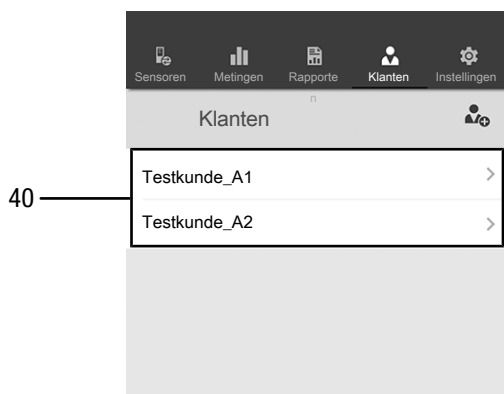 Sensoren Metingen Rapporte Klanten Instellingen
n
Klanten
Testkunde_A1
40
Testkunde_A2